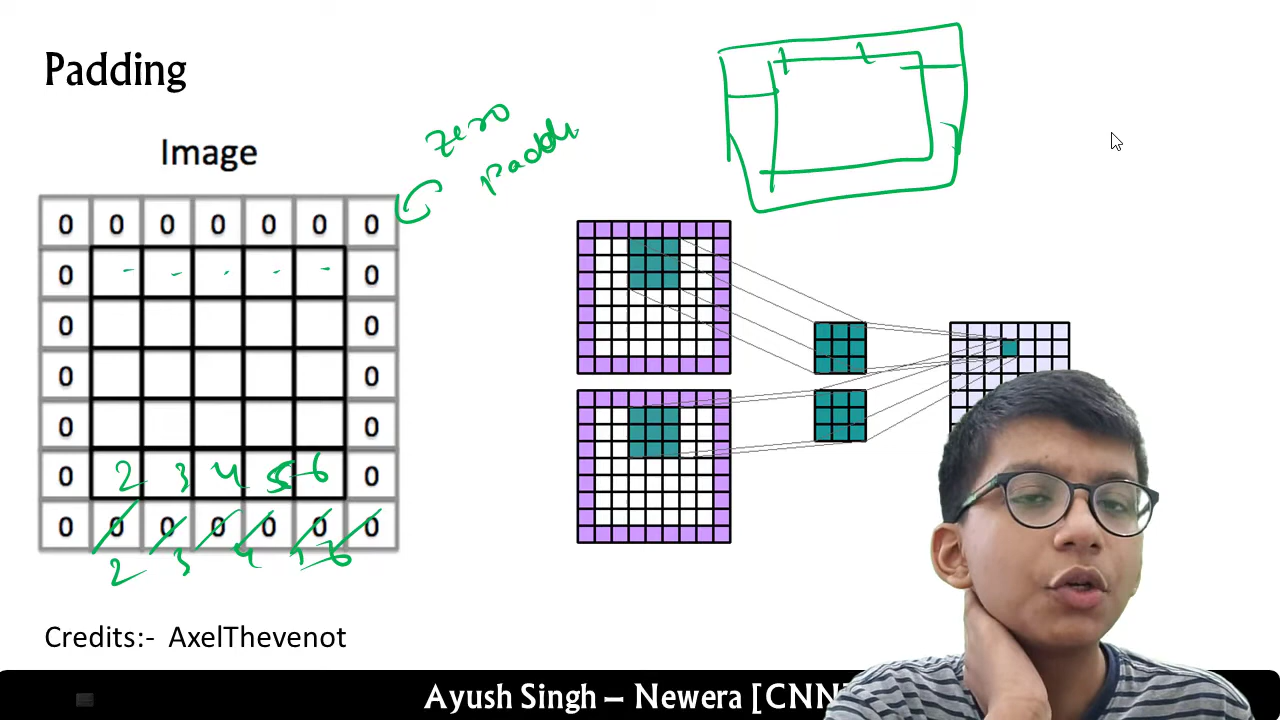 Padding
zero
padd
Image
0 0 0 0 0 0 0
0 0
0 0
0 0
0 0
0 2 3 4 5 6 0
0 0 0 0 0 0 0
2 3 4 5 6
Credits:- AxelThevenot
Ayush Singh – Newera [CNN]